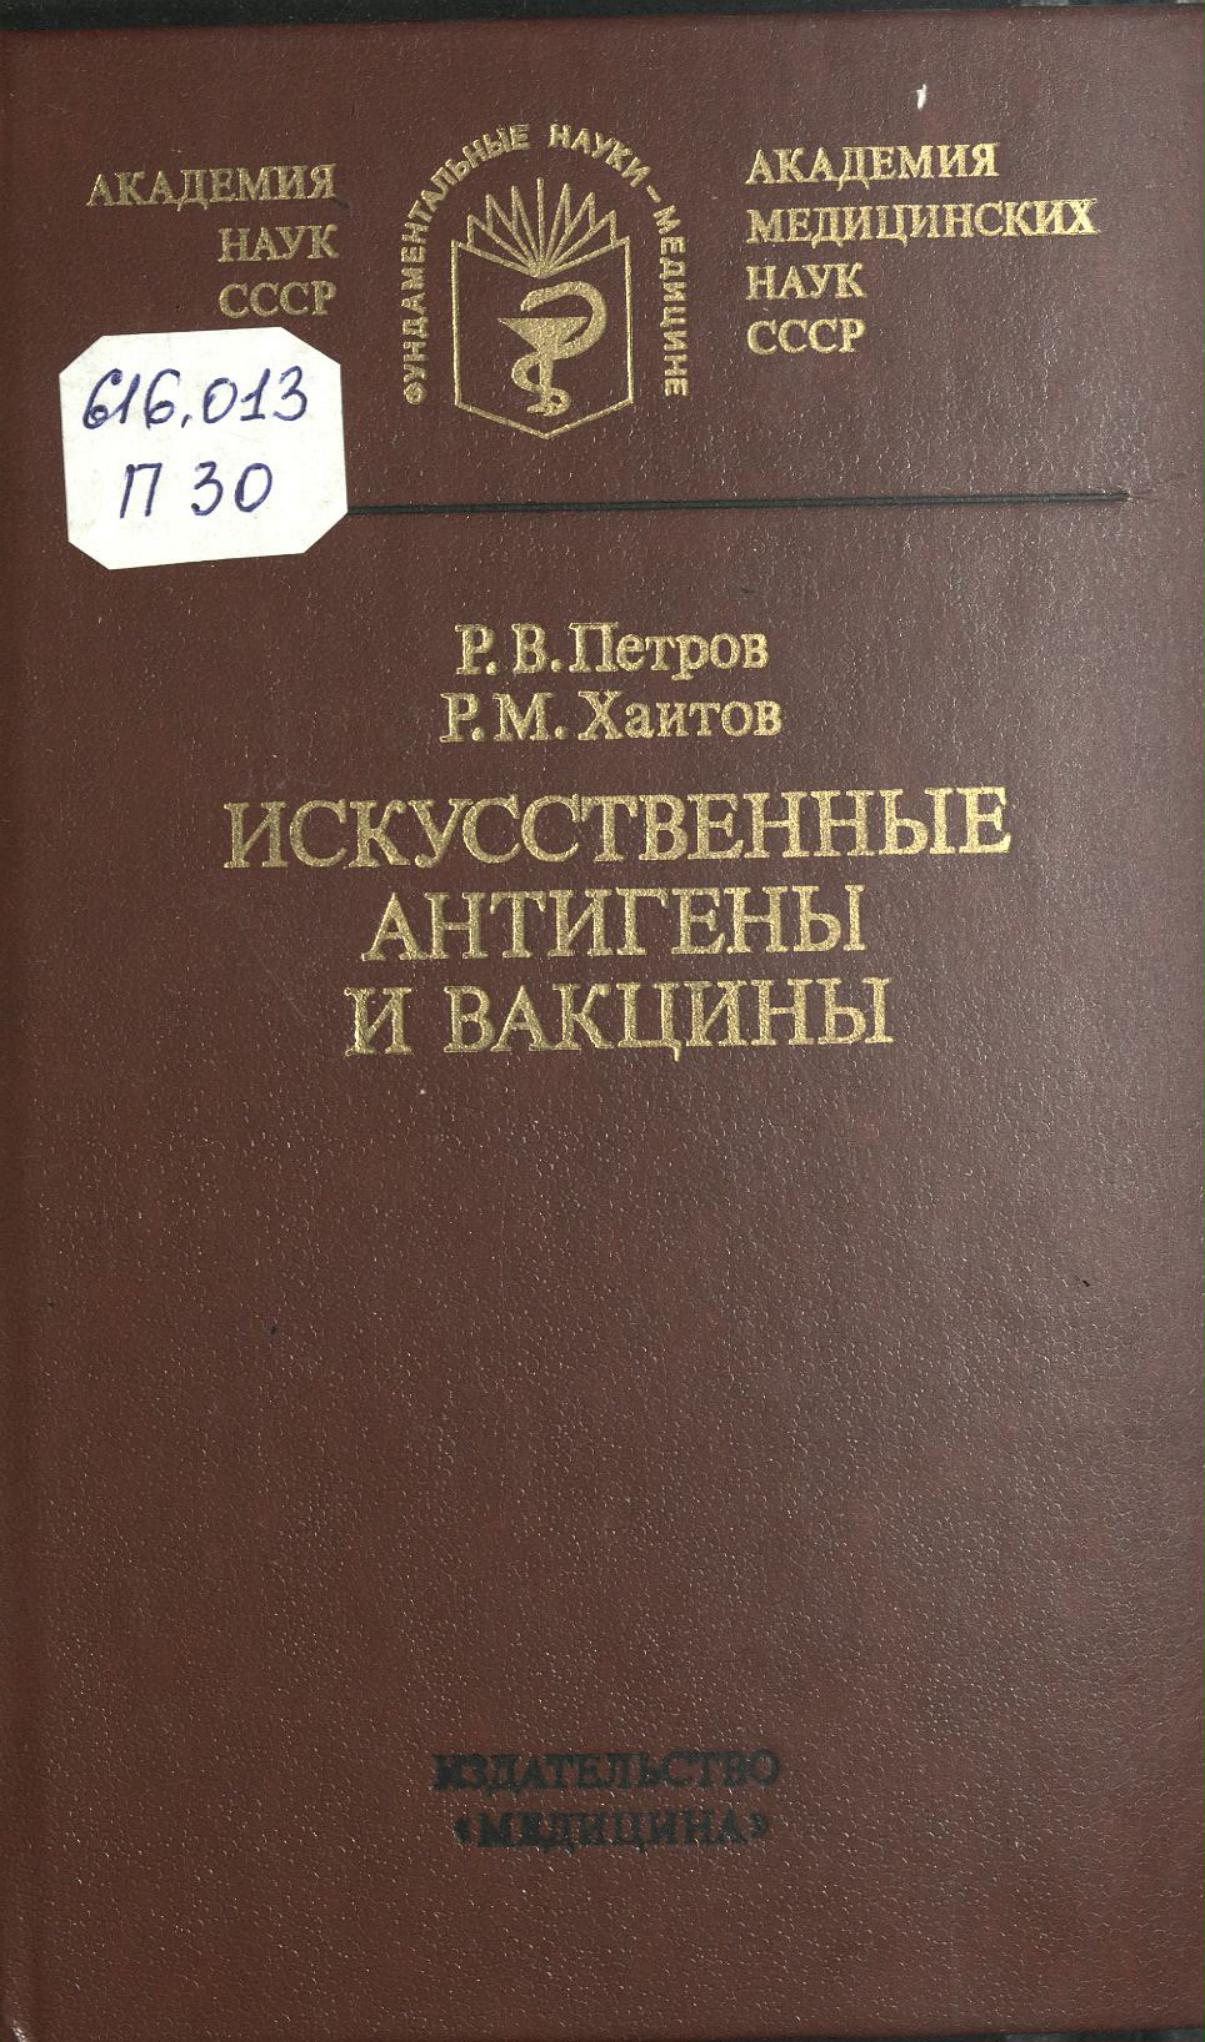 АКАДЕМИЯ
НАУК
СССР
ФУНДАМЕНТАЛЬНЫЕ НАУКИ–МЕДИЦИНЕ
АКАДЕМИЯ
МЕДИЦИНСКИХ
НАУК
СССР
616.013
П 30
Р. В. Петров
Р. М. Хаитов
ИСКУССТВЕННЫЕ
АНТИГЕНЫ
И ВАКЦИНЫ
ИЗДАТЕЛЬСТВО
«МЕДИЦИНА»